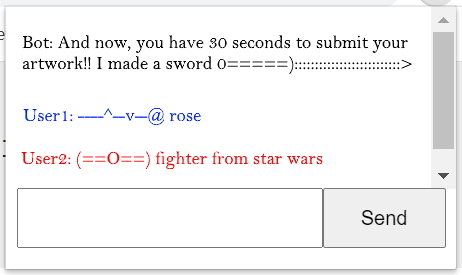 Bot: And now, you have 30 seconds to submit your
artwork!! I made a sword o=====)::::::::::::::::::::::::::>
User1: ----^--v--@ rose
User2: (==O==) fighter from star wars
Send